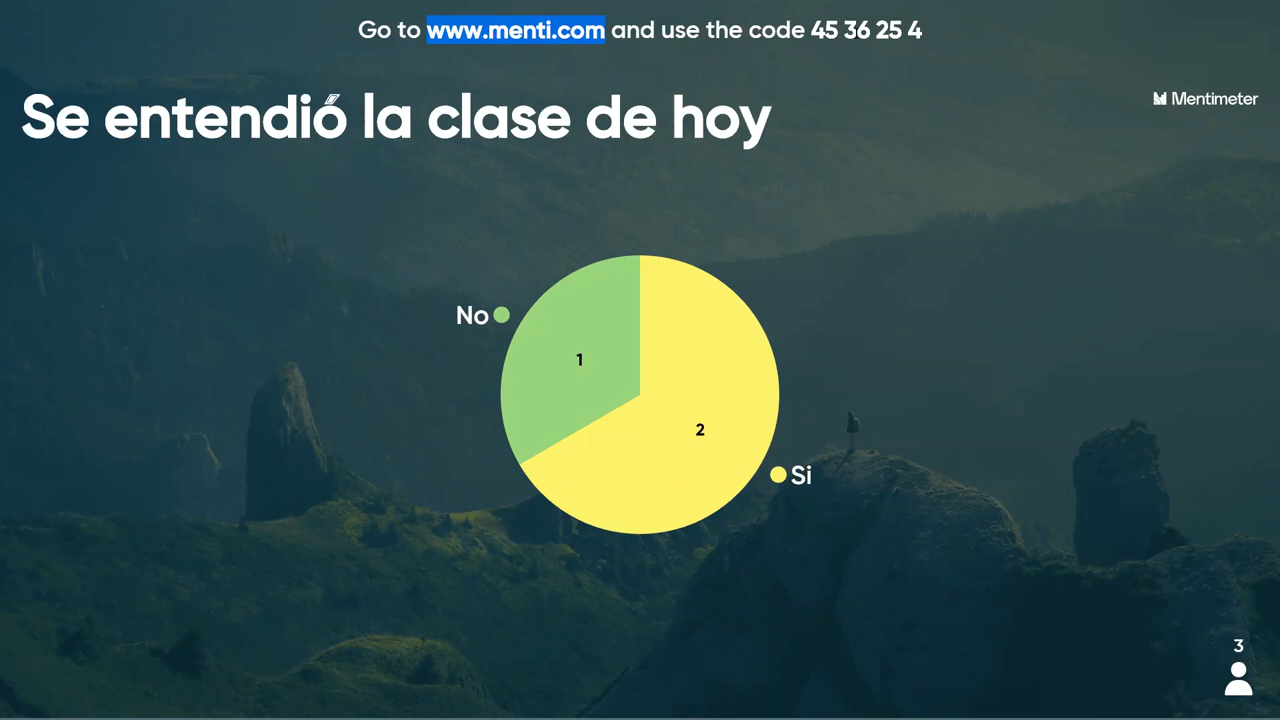 Go to www.menti.com and use the code 45 36 25 4
Se entendió la clase de hoy
Mentimeter
No
1
2
Si
3